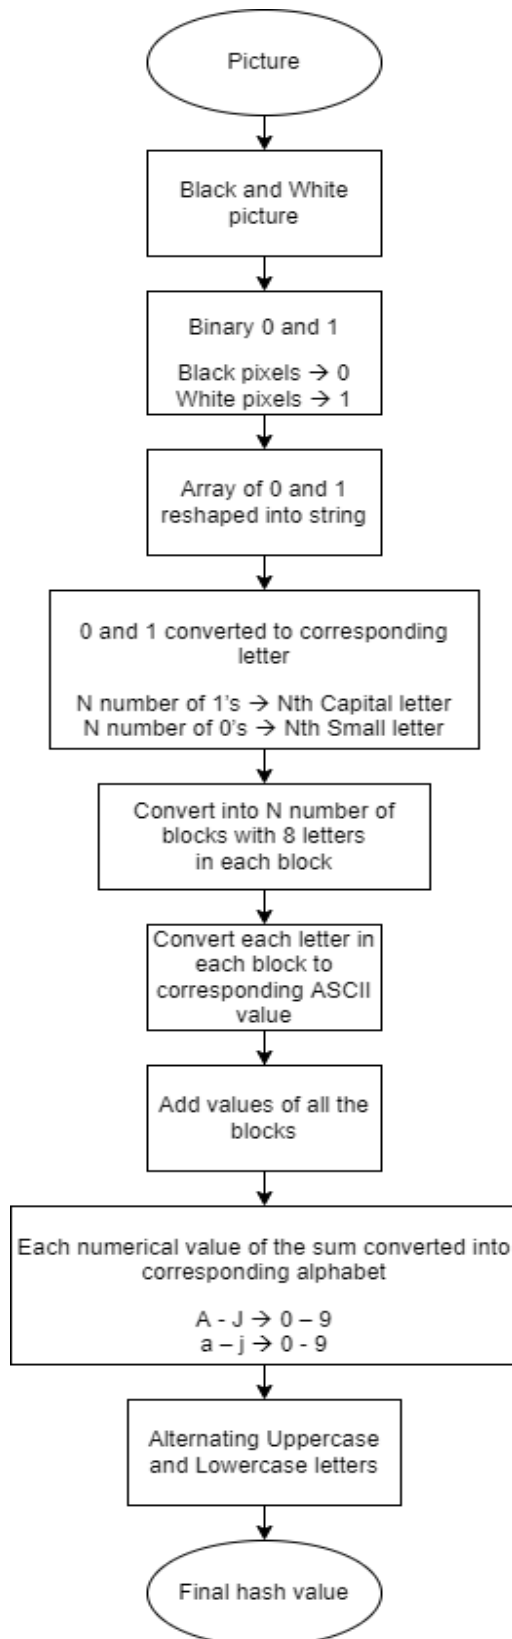 Picture
Black and White
picture
Binary 0 and 1
Black pixels → 0
White pixels → 1
Array of 0 and 1
reshaped into string
0 and 1 converted to corresponding
letter
N number of 1's → Nth Capital letter
N number of 0's → Nth Small letter
Convert into N number of
blocks with 8 letters
in each block
Convert each letter in
each block to
corresponding ASCII
value
Add values of all the
blocks
Each numerical value of the sum converted into
corresponding alphabet
A - J → 0 – 9
a – j → 0 - 9
Alternating Uppercase
and Lowercase letters
Final hash value